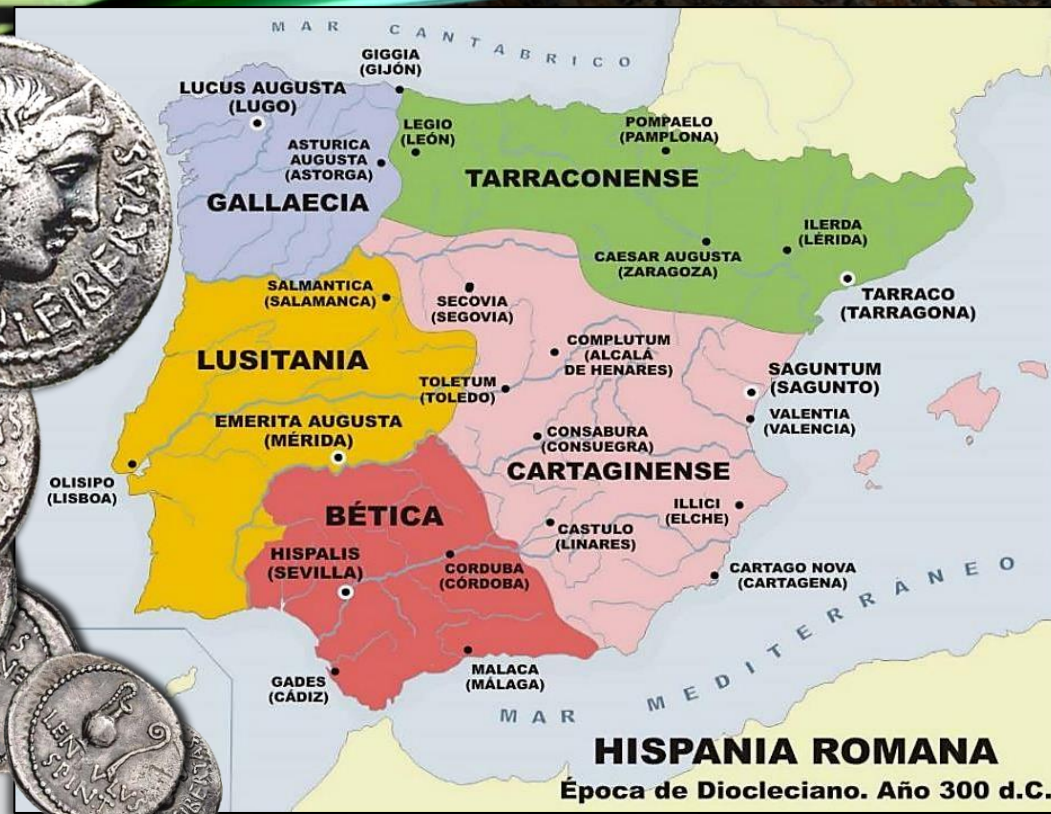 MAR CANTABRICO
GIGGIA
(GIJÓN)
LUCUS AUGUSTA
(LUGO)
LEGIO
(LEÓN)
POMPAELO
(PAMPLONA)
ASTURICA
AUGUSTA
(ASTORGA)
TARRACONENSE
GALLAECIA
ILERDA
(LÉRIDA)
CAESAR AUGUSTA
(ZARAGOZA)
TARRACO
(TARRAGONA)
SALMANTICA
(SALAMANCA)
SECOVIA
(SEGOVIA)
COMPLUTUM
(ALCALÁ
DE HENARES)
LUSITANIA
SAGUNTUM
(SAGUNTO)
TOLETUM
(TOLEDO)
VALENTIA
(VALENCIA)
EMERITA AUGUSTA
(MÉRIDA)
CONSABURA
(CONSUEGRA)
CARTAGINENSE
OLISIPO
(LISBOA)
BÉTICA
ILLICI
(ELCHE)
CASTULO
(LINARES)
HISPALIS
(SEVILLA)
CORDUBA
(CÓRDOBA)
CARTAGO NOVA
(CARTAGENA)
GADES
(CÁDIZ)
MALACA
(MÁLAGA)
MAR MEDITERRÁNEO
HISPANIA ROMANA
Época de Diocleciano. Año 300 d.C.
LEIBERTAS
LENTVLVS
SPINT